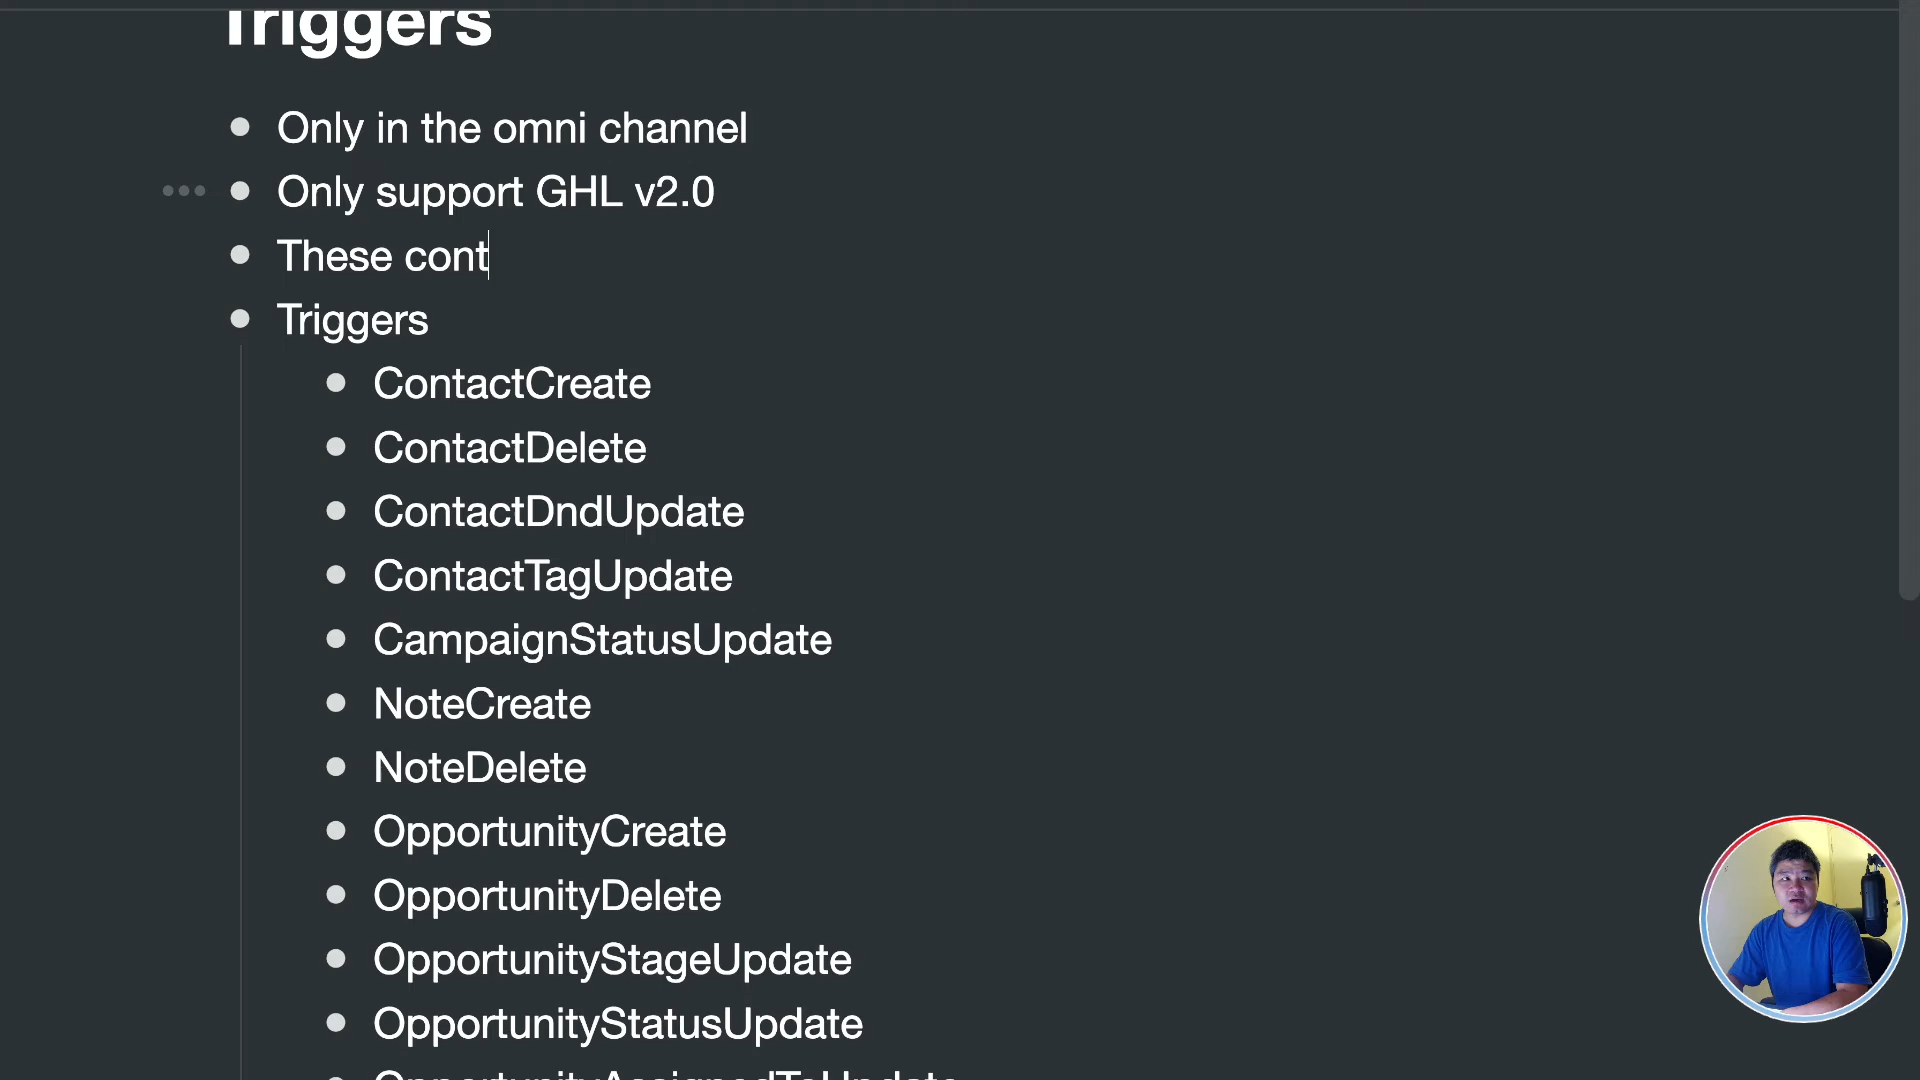 Triggers
Only in the omni channel
Only support GHL v2.0
These cont
Triggers
ContactCreate
ContactDelete
ContactDndUpdate
ContactTagUpdate
CampaignStatusUpdate
NoteCreate
NoteDelete
OpportunityCreate
OpportunityDelete
OpportunityStageUpdate
OpportunityStatusUpdate
OpportunityAssignedToUpdate